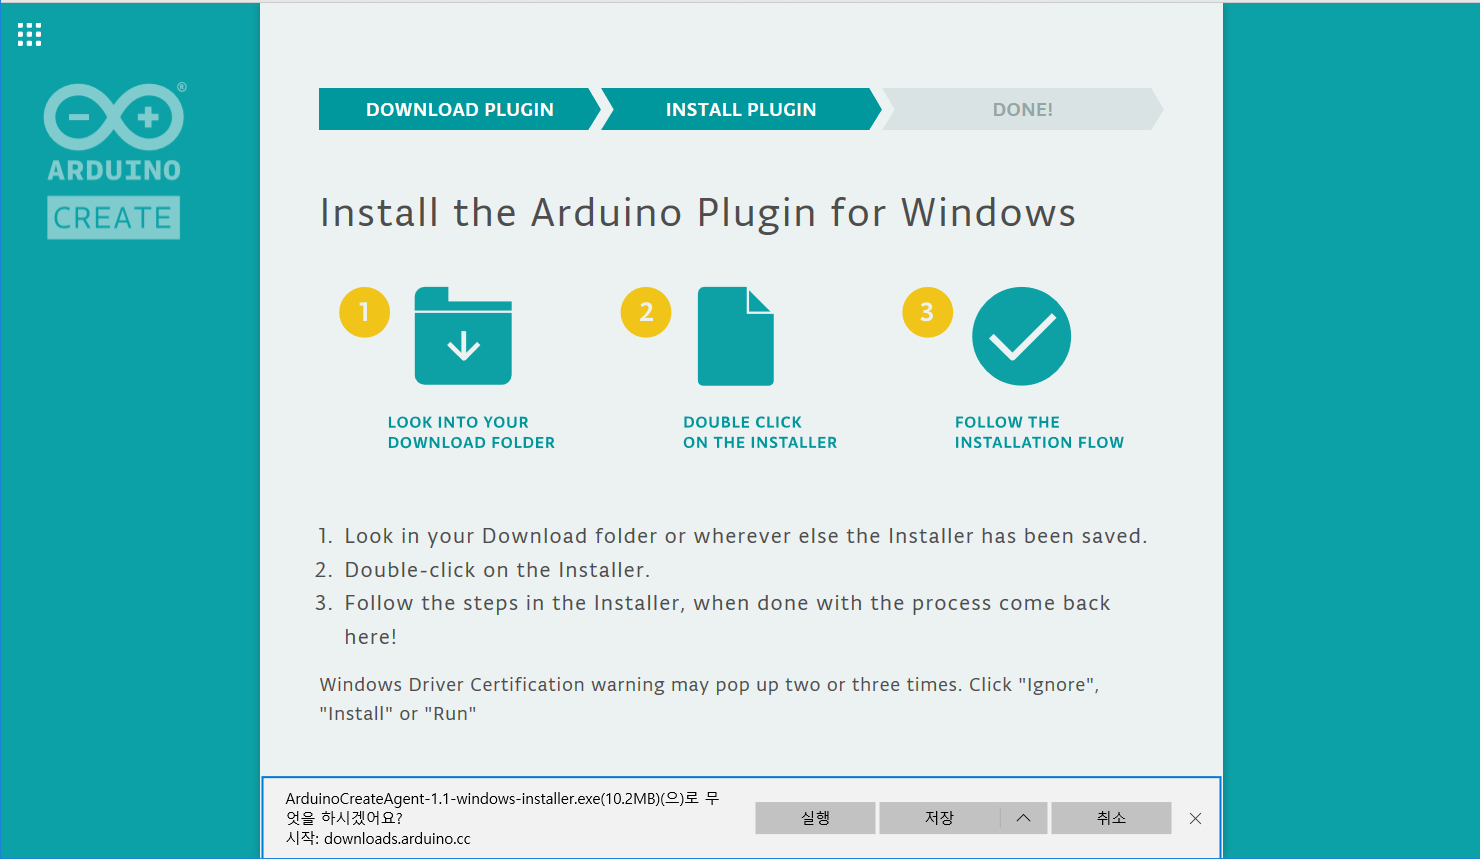 ARDUINO
CREATE
DOWNLOAD PLUGIN
INSTALL PLUGIN
DONE!
Install the Arduino Plugin for Windows
1
LOOK INTO YOUR
DOWNLOAD FOLDER
2
DOUBLE CLICK
ON THE INSTALLER
3
FOLLOW THE
INSTALLATION FLOW
1. Look in your Download folder or wherever else the Installer has been saved.
2. Double-click on the Installer.
3. Follow the steps in the Installer, when done with the process come back
here!
Windows Driver Certification warning may pop up two or three times. Click "Ignore",
"Install" or "Run"
ArduinoCreateAgent-1.1-windows-installer.exe(10.2MB)(으)로 무
엇을 하시겠어요?
시작: downloads.arduino.cc
실행
저장
취소